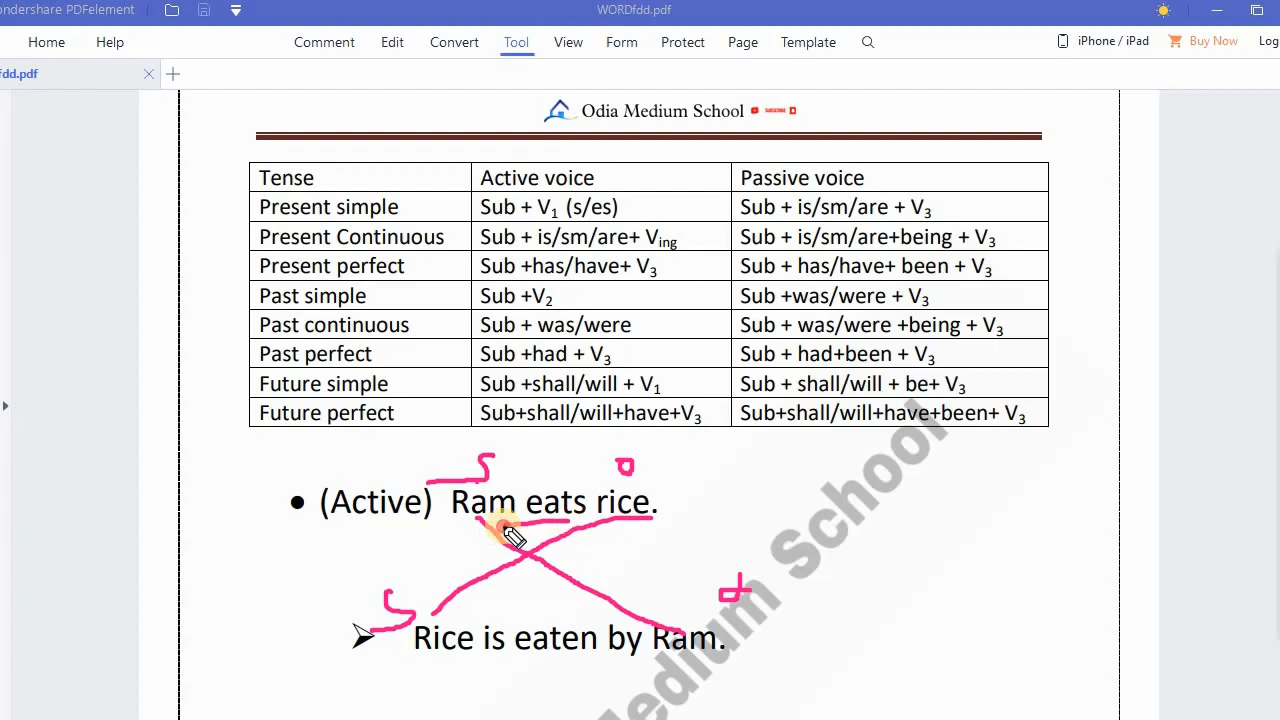 ondershare PDFelement WORDfdd.pdf
Home Help Comment Edit Convert Tool View Form Protect Page Template iPhone / iPad Buy Now Log
fdd.pdf
Odia Medium School SUBSCRIBE
Tense Active voice Passive voice
Present simple Sub + V₁ (s/es) Sub + is/sm/are + V₃
Present Continuous Sub + is/sm/are+ Ving Sub + is/sm/are+being + V₃
Present perfect Sub +has/have+ V₃ Sub + has/have+ been + V₃
Past simple Sub +V₂ Sub +was/were + V₃
Past continuous Sub + was/were Sub + was/were +being + V₃
Past perfect Sub +had + V₃ Sub + had+been + V₃
Future simple Sub +shall/will + V₁ Sub + shall/will + be+ V₃
Future perfect Sub+shall/will+have+V₃ Sub+shall/will+have+been+ V₃
S O
• (Active) Ram eats rice.
S
➢ Rice is eaten by Ram.
edium School